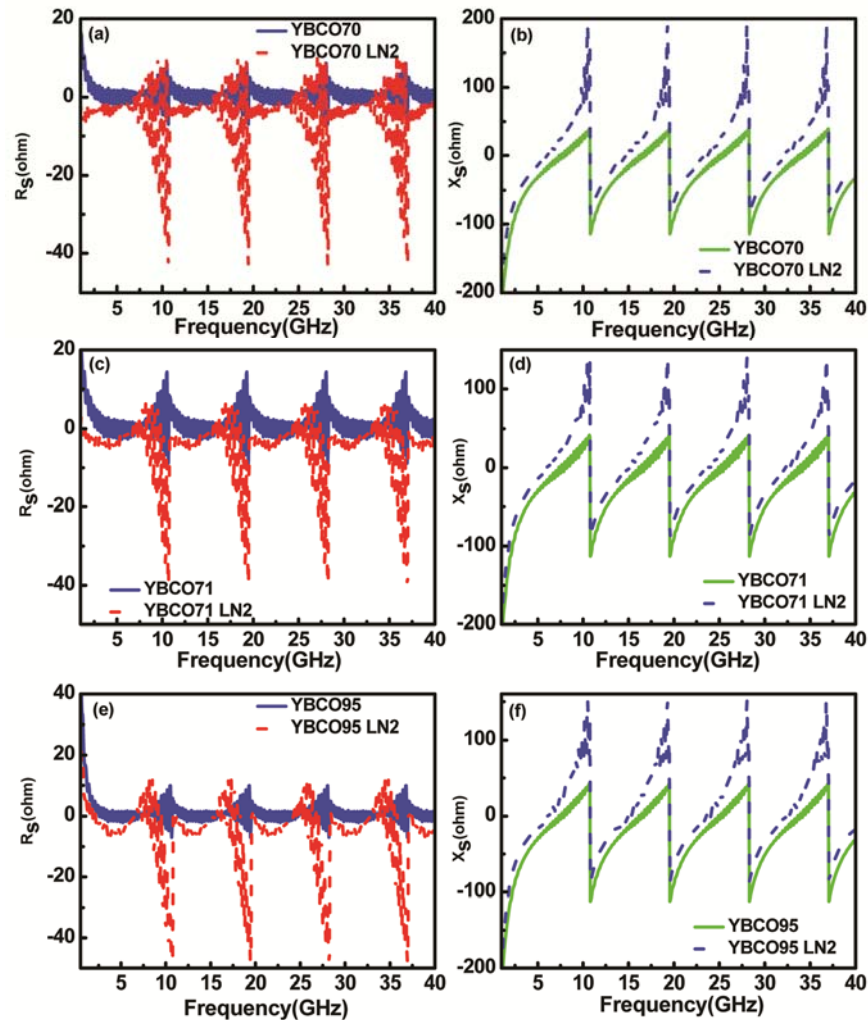 (a)
YBCO70
YBCO70 LN2
20
0
-20
-40
Rs(ohm)
5 10 15 20 25 30 35 40
Frequency(GHz)
(b)
200
100
0
-100
-200
Xs(ohm)
YBCO70
YBCO70 LN2
5 10 15 20 25 30 35 40
Frequency(GHz)
(c)
20
0
-20
-40
Rs(ohm)
YBCO71
YBCO71 LN2
5 10 15 20 25 30 35 40
Frequency(GHz)
(d)
100
0
-100
-200
Xs(ohm)
YBCO71
YBCO71 LN2
5 10 15 20 25 30 35 40
Frequency(GHz)
(e)
YBCO95
YBCO95 LN2
40
20
0
-20
-40
Rs(ohm)
5 10 15 20 25 30 35 40
Frequency(GHz)
(f)
100
0
-100
-200
Xs(ohm)
YBCO95
YBCO95 LN2
5 10 15 20 25 30 35 40
Frequency(GHz)